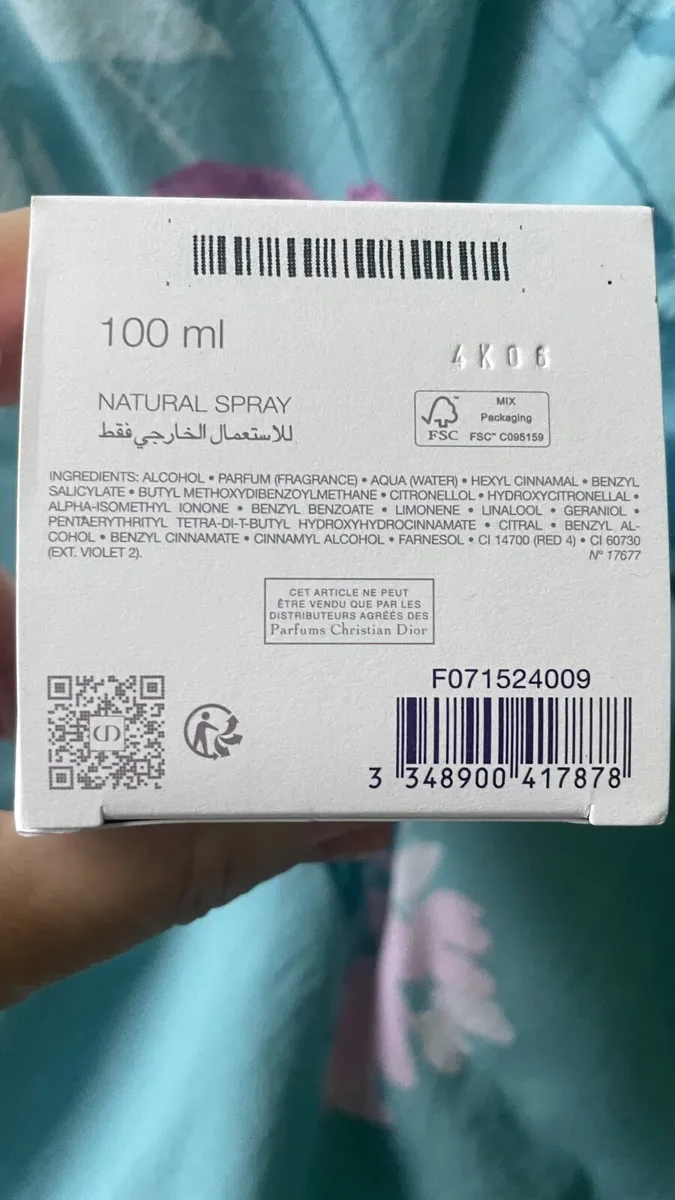 100 ml
4K06
NATURAL SPRAY
للاستعمال الخارجي فقط
MIX
Packaging
FSC™ C095159
FSC
INGREDIENTS: ALCOHOL • PARFUM (FRAGRANCE) • AQUA (WATER) • HEXYL CINNAMAL • BENZYL
SALICYLATE • BUTYL METHOXYDIBENZOYLMETHANE • CITRONELLOL • HYDROXYCITRONELLAL •
ALPHA-ISOMETHYL IONONE • BENZYL BENZOATE • LIMONENE • LINALOOL • GERANIOL •
PENTAERYTHRITYL TETRA-DI-T-BUTYL HYDROXYHYDROCINNAMATE • CITRAL • BENZYL AL-
COHOL • BENZYL CINNAMATE • CINNAMYL ALCOHOL • FARNESOL • CI 14700 (RED 4) • CI 60730
(EXT. VIOLET 2). N° 17677
CET ARTICLE NE PEUT
ÊTRE VENDU QUE PAR LES
DISTRIBUTEURS AGRÉÉS DES
Parfums Christian Dior
F071524009
3 348900 417878
CD